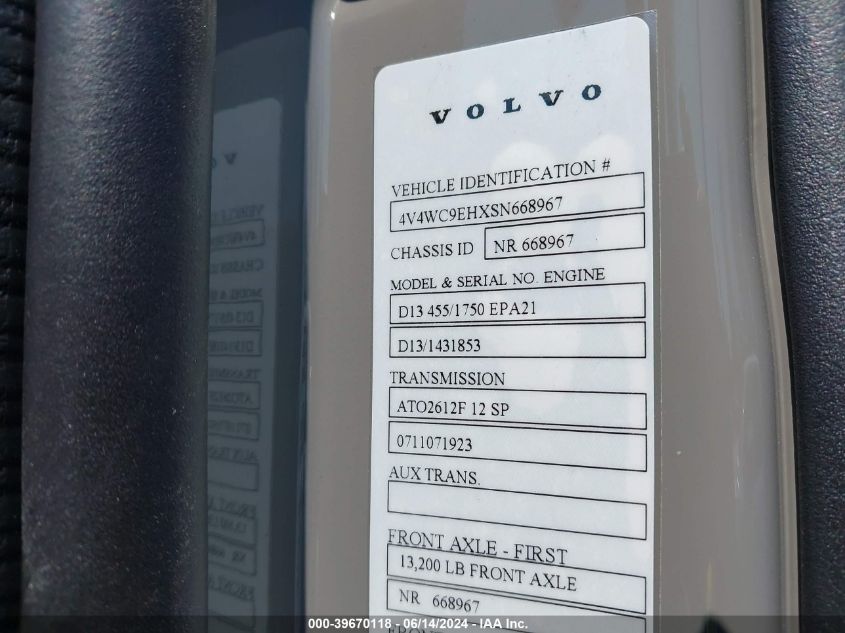 VOLVO
VEHICLE IDENTIFICATION #
4V4WC9EHXSN668967
CHASSIS ID NR 668967
MODEL & SERIAL NO. ENGINE
D13 455/1750 EPA21
D13/1431853
TRANSMISSION
ATO2612F 12 SP
0711071923
AUX TRANS.
FRONT AXLE - FIRST
13,200 LB FRONT AXLE
NR 668967
000-39670118 - 06/14/2024 - IAA Inc.